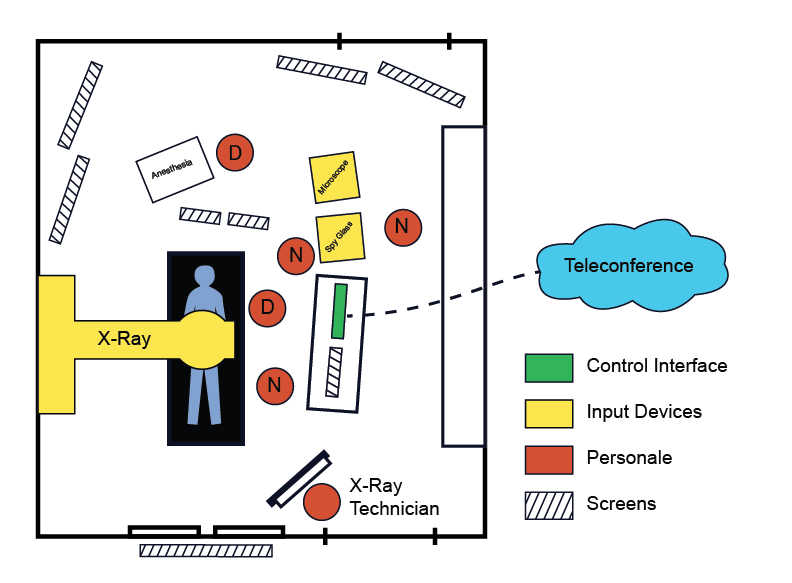 Anesthesia
D
Microscope
Spy Glass
N
N
D
N
X-Ray
Teleconference
X-Ray
Technician
Control Interface
Input Devices
Personale
Screens